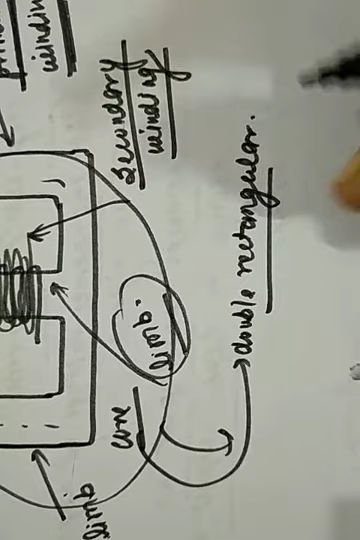 winding
secondary
winding
double rectangular.
limb.
core
limb